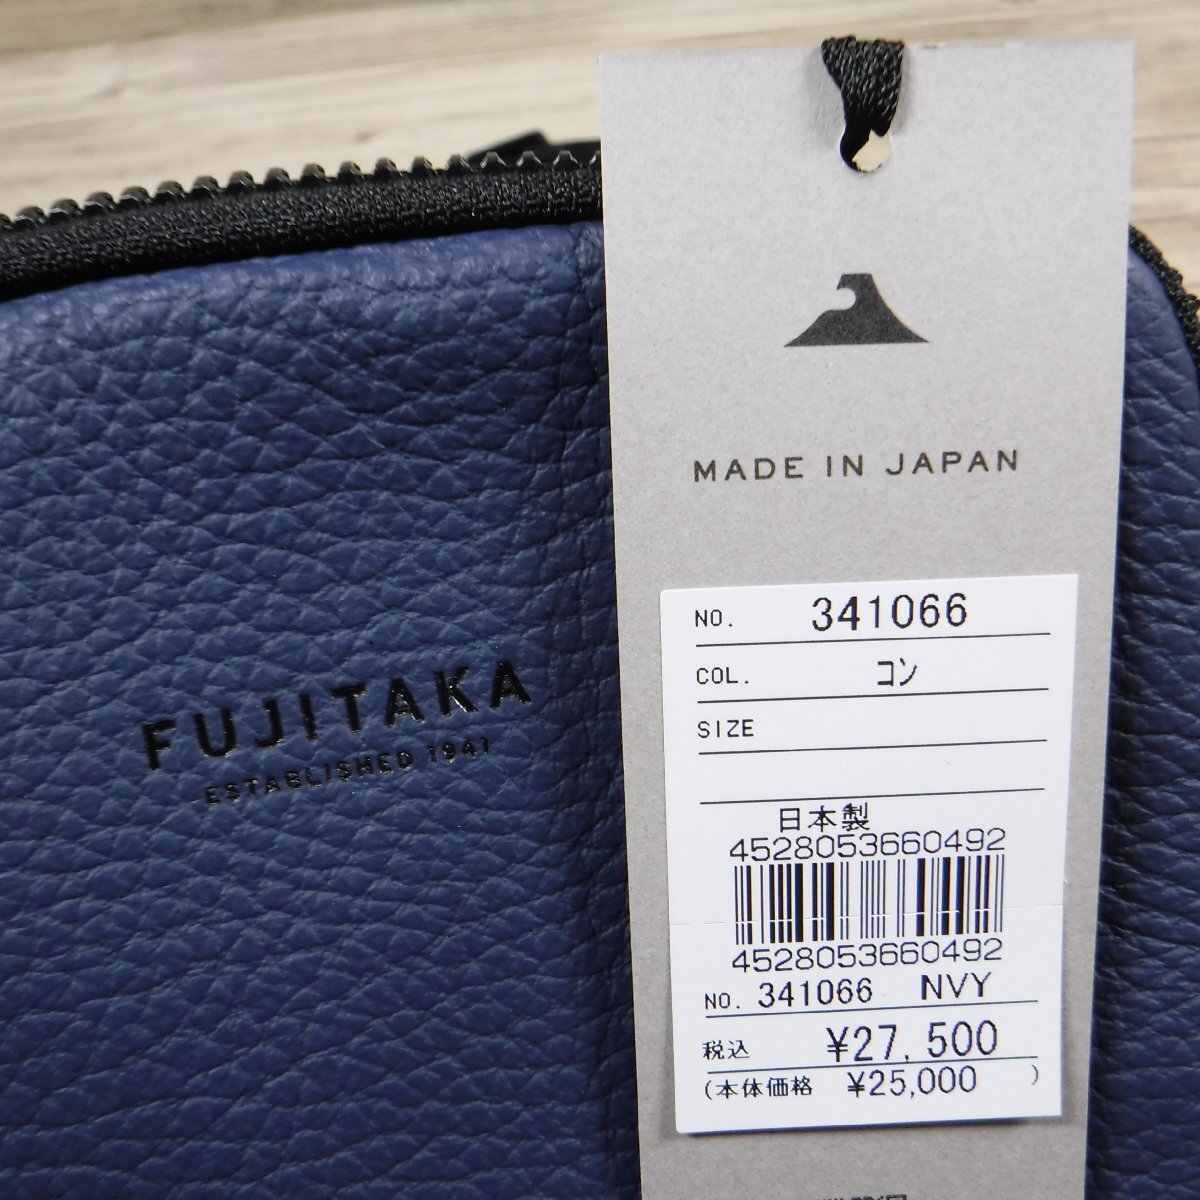 FUJITAKA
ESTABLISHED 1941
MADE IN JAPAN
NO. 341066
COL. コン
SIZE
日本製
4528053660492
4528053660492
NO. 341066 NVY
税込 ¥27,500
(本体価格 ¥25,000 )